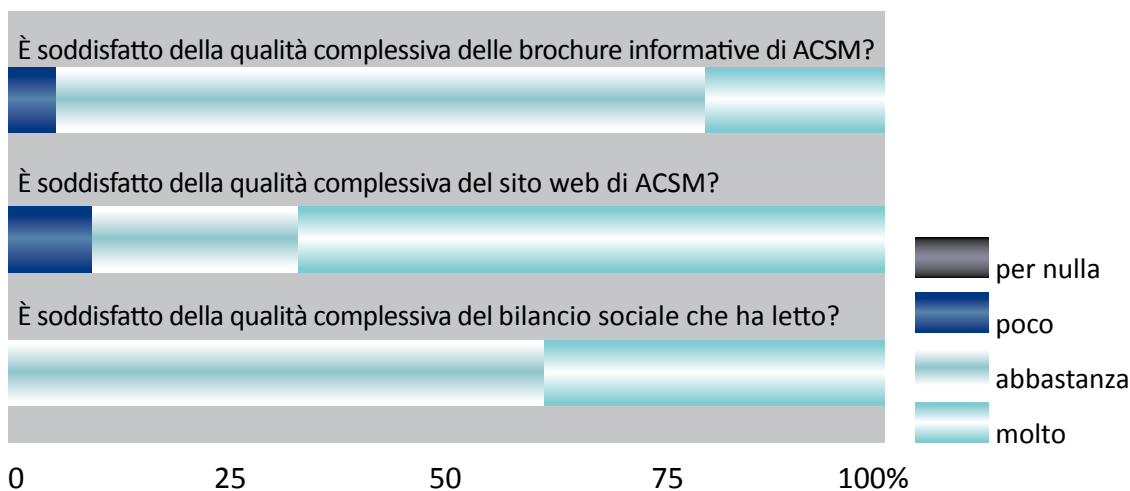 È soddisfatto della qualità complessiva delle brochure informative di ACSM?
È soddisfatto della qualità complessiva del sito web di ACSM?
È soddisfatto della qualità complessiva del bilancio sociale che ha letto?
per nulla
poco
abbastanza
molto
0 25 50 75 100%